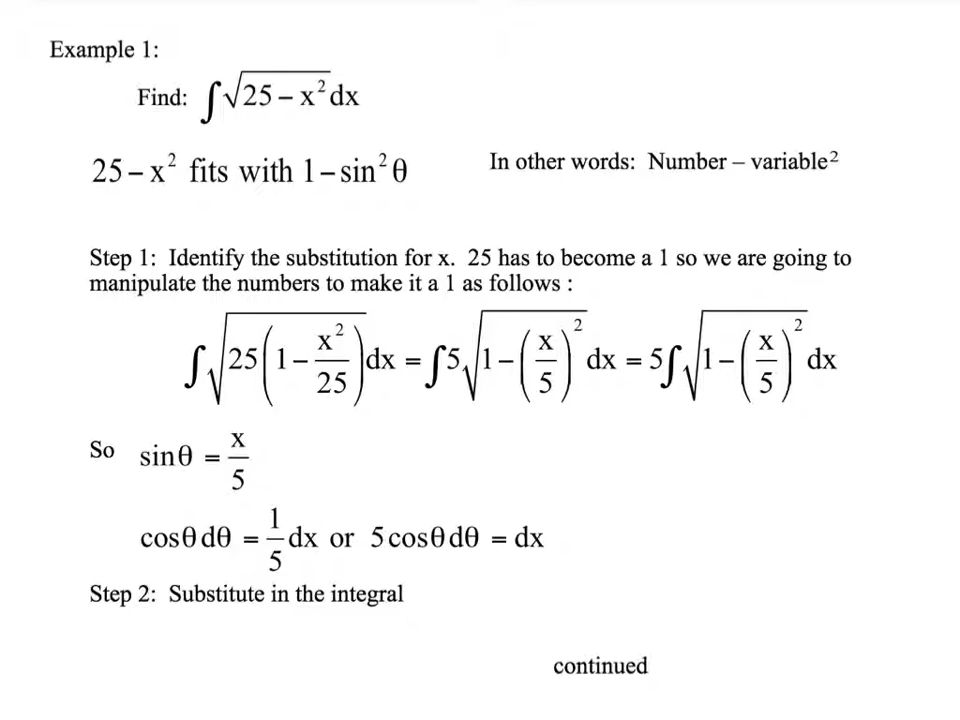 Example 1:
Find: ∫√(25 – x²) dx
25 – x² fits with 1 – sin²θ
In other words: Number – variable²
Step 1: Identify the substitution for x. 25 has to become a 1 so we are going to
manipulate the numbers to make it a 1 as follows :
∫√(25(1 – x²/25)) dx = ∫5√(1 – (x/5)²) dx = 5∫√(1 – (x/5)²) dx
So sinθ = x/5
cosθ dθ = 1/5 dx or 5cosθ dθ = dx
Step 2: Substitute in the integral
continued